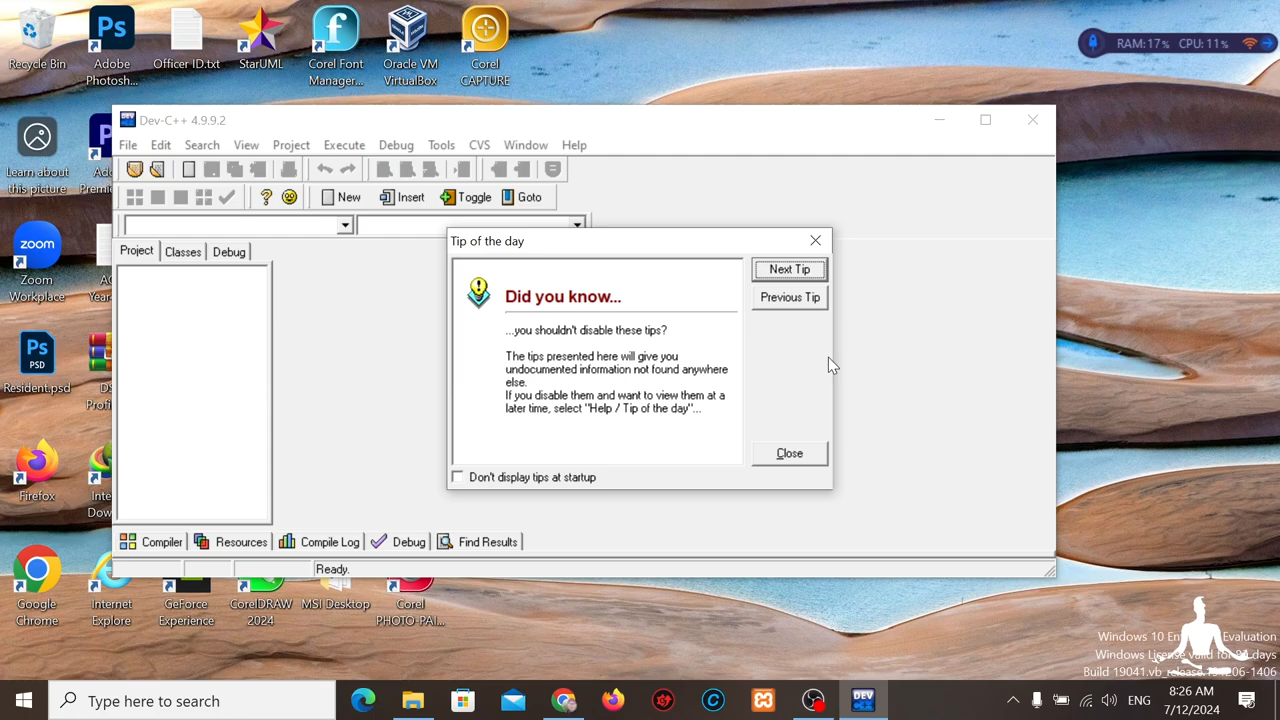 Recycle Bin
Adobe Photosh...
Officer ID.txt
StarUML
Corel Font Manager...
Oracle VM VirtualBox
Corel CAPTURE
RAM:17% CPU: 11%
Learn about this picture
Zoom Workplace
Resident.psd
Firefox
Google Chrome
Internet Explore
GeForce Experience
CorelDRAW 2024
MSI Desktop
Corel PHOTO-PAI...
Dev-C++ 4.9.9.2
File Edit Search View Project Execute Debug Tools CVS Window Help
New Insert Toggle Goto
Project Classes Debug
Tip of the day
Did you know...
...you shouldn't disable these tips?
The tips presented here will give you
undocumented information not found anywhere
else.
If you disable them and want to view them at a
later time, select "Help / Tip of the day"...
Next Tip
Previous Tip
Close
Don't display tips at startup
Compiler Resources Compile Log Debug Find Results
Ready.
Windows 10 Evaluation
Windows License days
Build 19041.vb_release.191206-1406
Type here to search
ENG
8:26 AM
7/12/2024